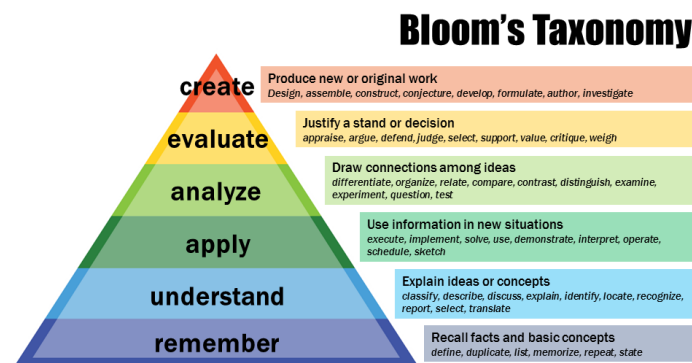 Bloom's Taxonomy
create
Produce new or original work
Design, assemble, construct, conjecture, develop, formulate, author, investigate
evaluate
Justify a stand or decision
appraise, argue, defend, judge, select, support, value, critique, weigh
analyze
Draw connections among ideas
differentiate, organize, relate, compare, contrast, distinguish, examine,
experiment, question, test
apply
Use information in new situations
execute, implement, solve, use, demonstrate, interpret, operate,
schedule, sketch
understand
Explain ideas or concepts
classify, describe, discuss, explain, identify, locate, recognize,
report, select, translate
remember
Recall facts and basic concepts
define, duplicate, list, memorize, repeat, state